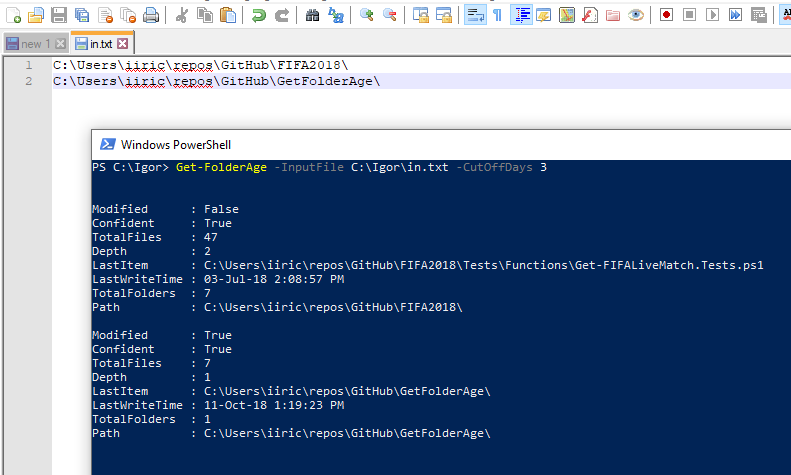 new 1
in.txt
1 C:\Users\iiric\repos\GitHub\FIFA2018\
2 C:\Users\iiric\repos\GitHub\GetFolderAge\
Windows PowerShell
PS C:\Igor> Get-FolderAge -InputFile C:\Igor\in.txt -CutOffDays 3
Modified : False
Confident : True
TotalFiles : 47
Depth : 2
LastItem : C:\Users\iiric\repos\GitHub\FIFA2018\Tests\Functions\Get-FIFALiveMatch.Tests.ps1
LastWriteTime : 03-Jul-18 2:08:57 PM
TotalFolders : 7
Path : C:\Users\iiric\repos\GitHub\FIFA2018\
Modified : True
Confident : True
TotalFiles : 7
Depth : 1
LastItem : C:\Users\iiric\repos\GitHub\GetFolderAge\
LastWriteTime : 11-Oct-18 1:19:23 PM
TotalFolders : 1
Path : C:\Users\iiric\repos\GitHub\GetFolderAge\